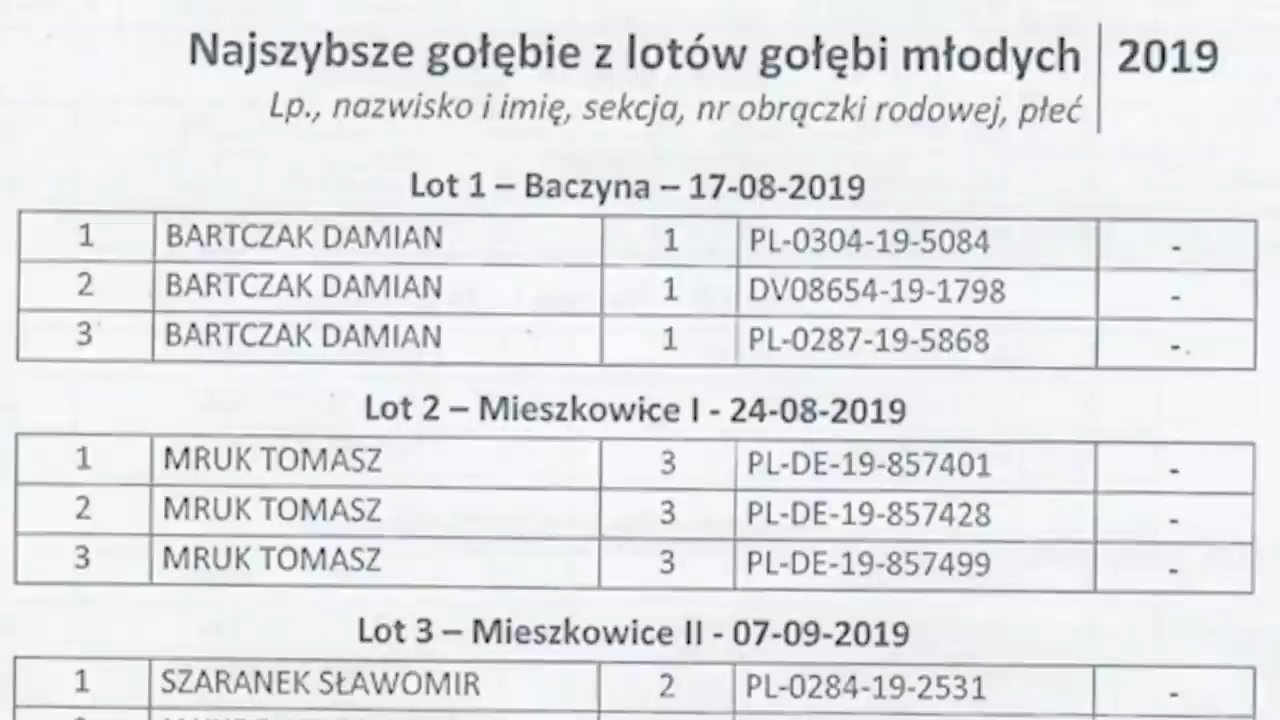 Najszybsze gołębie z lotów gołębi młodych | 2019
Lp., nazwisko i imię, sekcja, nr obrączki rodowej, płeć
Lot 1 – Baczyna – 17-08-2019
1 BARTCZAK DAMIAN 1 PL-0304-19-5084 -
2 BARTCZAK DAMIAN 1 DV08654-19-1798 -
3 BARTCZAK DAMIAN 1 PL-0287-19-5868 -
Lot 2 – Mieszkowice I - 24-08-2019
1 MRUK TOMASZ 3 PL-DE-19-857401 -
2 MRUK TOMASZ 3 PL-DE-19-857428 -
3 MRUK TOMASZ 3 PL-DE-19-857499 -
Lot 3 – Mieszkowice II - 07-09-2019
1 SZARANEK SŁAWOMIR 2 PL-0284-19-2531 -